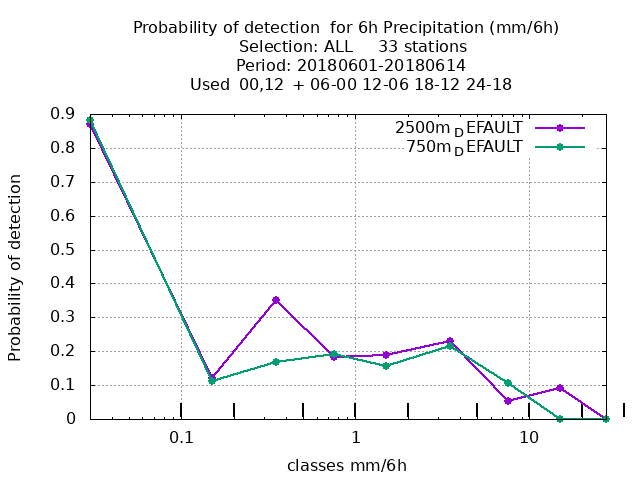 Probability of detection  for 6h Precipitation (mm/6h)
Selection: ALL     33 stations
Period: 20180601-20180614
Used  00,12  + 06-00 12-06 18-12 24-18
2500mDEFAULT
750mDEFAULT
0.9
0.8
0.7
0.6
0.5
0.4
0.3
0.2
0.1
0
Probability of detection
0.1 1 10
classes mm/6h